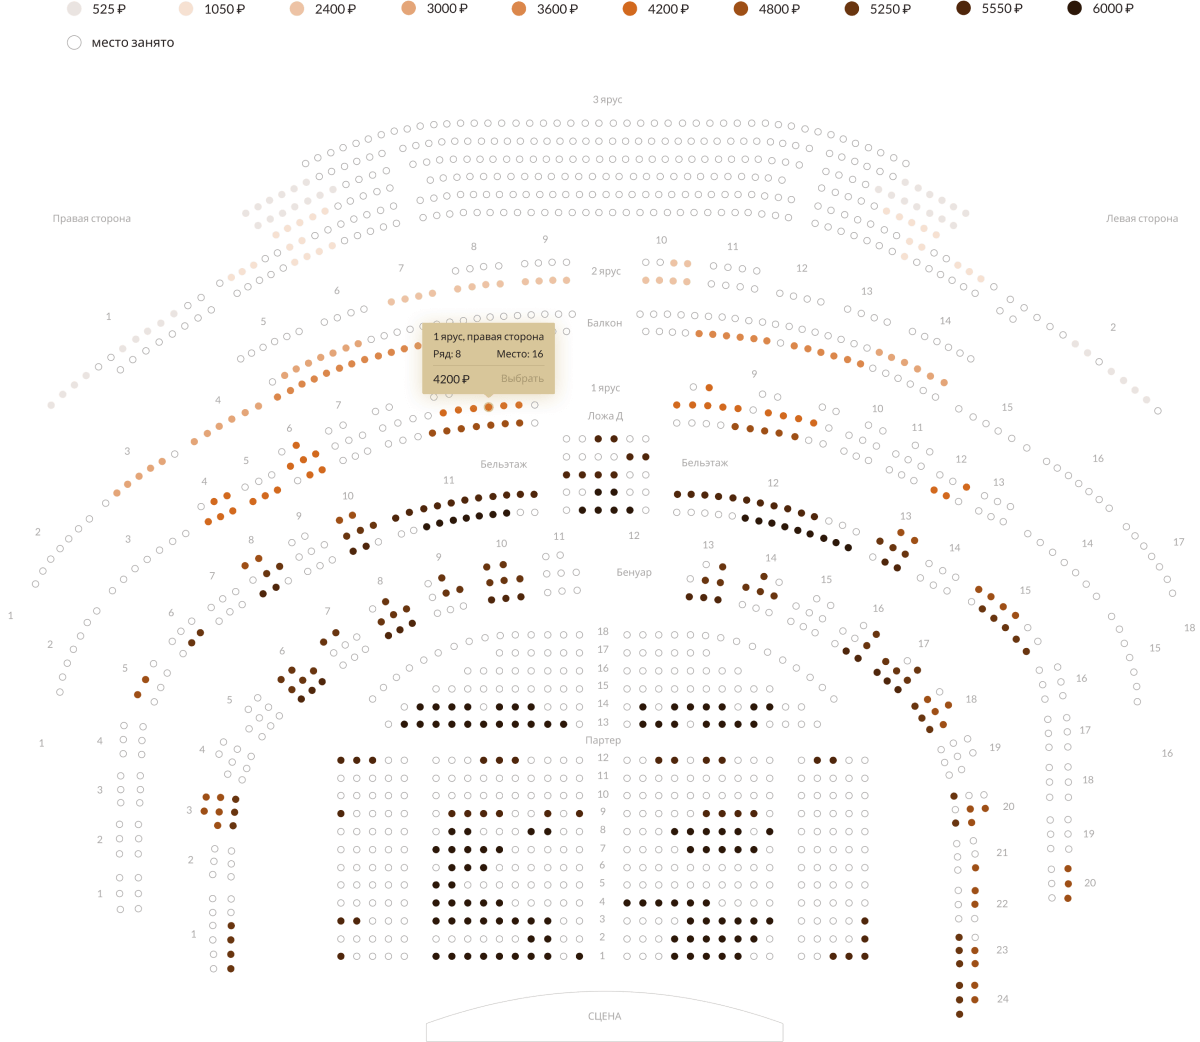 525 ₽ 1050 ₽ 2400 ₽ 3000 ₽ 3600 ₽ 4200 ₽ 4800 ₽ 5250 ₽ 5550 ₽ 6000 ₽
место занято
3 ярус
Правая сторона Левая сторона
8 9 10 11
7 2 ярус 12
6 13
1 5 Балкон 14 2
1 ярус, правая сторона
Ряд: 8 Место: 16
4200 ₽ Выбрать
1 ярус 9
4 7 Ложа Д 10 15
6 11
3 5 Бельэтаж Бельэтаж 12 16
4 11 12 13
10
2 3 9 12 13 14 17
8 11
7 9 10 Бенуар 13 14 14
8 15 15
1 6 7 16 18
2 18
6 17 17 15
5 16 16
5 15 18
14
1 4 4 13 19 17 16
Партер
12
3 11 18
10
3 9 20
2 8 19
7 21
2 6
1 5 20
4 22
1 3
2 23
1
24
СЦЕНА